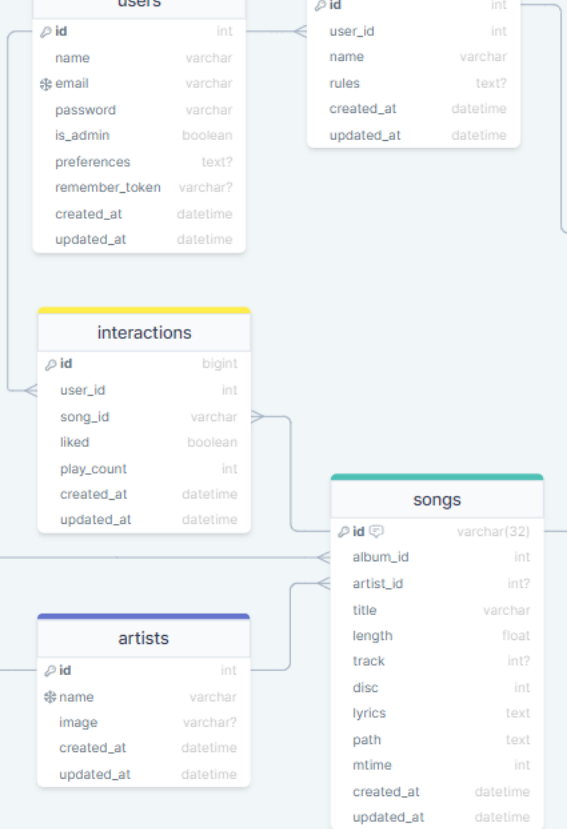 users
id int
name varchar
email varchar
password varchar
is_admin boolean
preferences text?
remember_token varchar?
created_at datetime
updated_at datetime
id int
user_id int
name varchar
rules text?
created_at datetime
updated_at datetime
interactions
id bigint
user_id int
song_id varchar
liked boolean
play_count int
created_at datetime
updated_at datetime
artists
id int
name varchar
image varchar?
created_at datetime
updated_at datetime
songs
id varchar(32)
album_id int
artist_id int?
title varchar
length float
track int?
disc int
lyrics text
path text
mtime int
created_at datetime
updated_at datetime